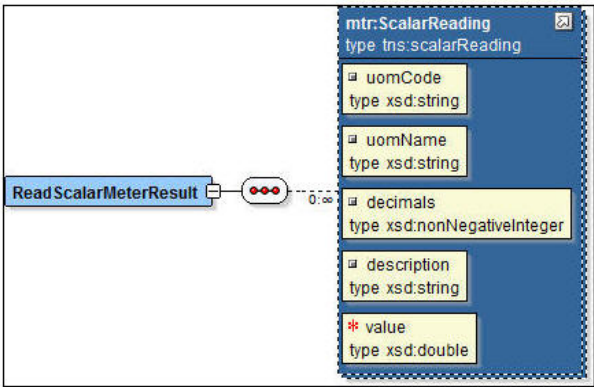 mtr:ScalarReading
type tns:scalarReading
uomCode
type xsd:string
uomName
type xsd:string
ReadScalarMeterResult
0:∞
decimals
type xsd:nonNegativeInteger
description
type xsd:string
* value
type xsd:double